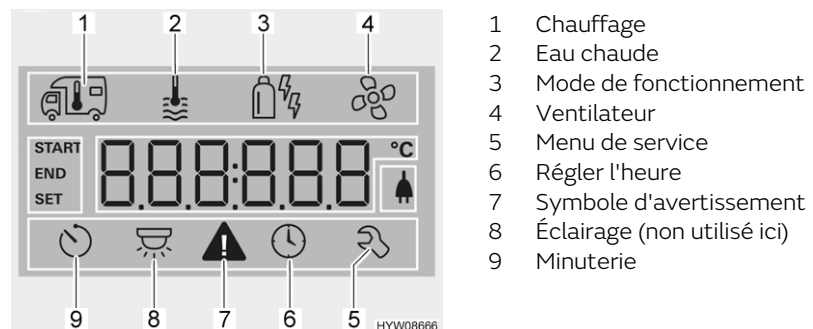 1 2 3 4
START
END
SET
88:8:888 °C
9 8 7 6 5
HYW08666
1 Chauffage
2 Eau chaude
3 Mode de fonctionnement
4 Ventilateur
5 Menu de service
6 Régler l'heure
7 Symbole d'avertissement
8 Éclairage (non utilisé ici)
9 Minuterie